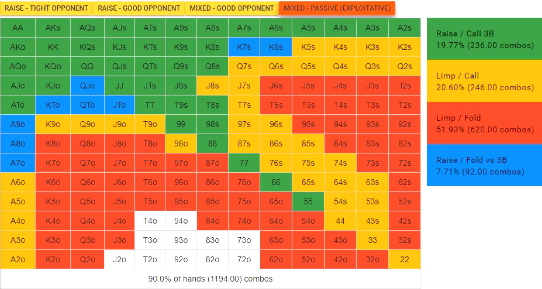 RAISE - TIGHT OPPONENT RAISE - GOOD OPPONENT MIXED - GOOD OPPONENT MIXED - PASSIVE (EXPLOITATIVE)
AA AKs AQs AJs ATs A9s A8s A7s A6s A5s A4s A3s A2s
AKo KK KQs KJs KTs K9s K8s K7s K6s K5s K4s K3s K2s
AQo KQo QQ QJs QTs Q9s Q8s Q7s Q6s Q5s Q4s Q3s Q2s
AJo KJo QJo JJ JTs J9s J8s J7s J6s J5s J4s J3s J2s
ATo KTo QTo JTo TT T9s T8s T7s T6s T5s T4s T3s T2s
A9o K9o Q9o J9o T9o 99 98s 97s 96s 95s 94s 93s 92s
A8o K8o Q8o J8o T8o 98o 88 87s 86s 85s 84s 83s 82s
A7o K7o Q7o J7o T7o 97o 87o 77 76s 75s 74s 73s 72s
A6o K6o Q6o J6o T6o 96o 86o 76o 66 65s 64s 63s 62s
A5o K5o Q5o J5o T5o 95o 85o 75o 65o 55 54s 53s 52s
A4o K4o Q4o J4o T4o 94o 84o 74o 64o 54o 44 43s 42s
A3o K3o Q3o J3o T3o 93o 83o 73o 63o 53o 43o 33 32s
A2o K2o Q2o J2o T2o 92o 82o 72o 62o 52o 42o 32o 22
90.0% of hands (1194.00) combos
Raise / Call 3B
19.77% (236.00 combos)
Limp / Call
20.60% (246.00 combos)
Limp / Fold
51.93% (620.00 combos)
Raise / Fold vs 3B
7.71% (92.00 combos)